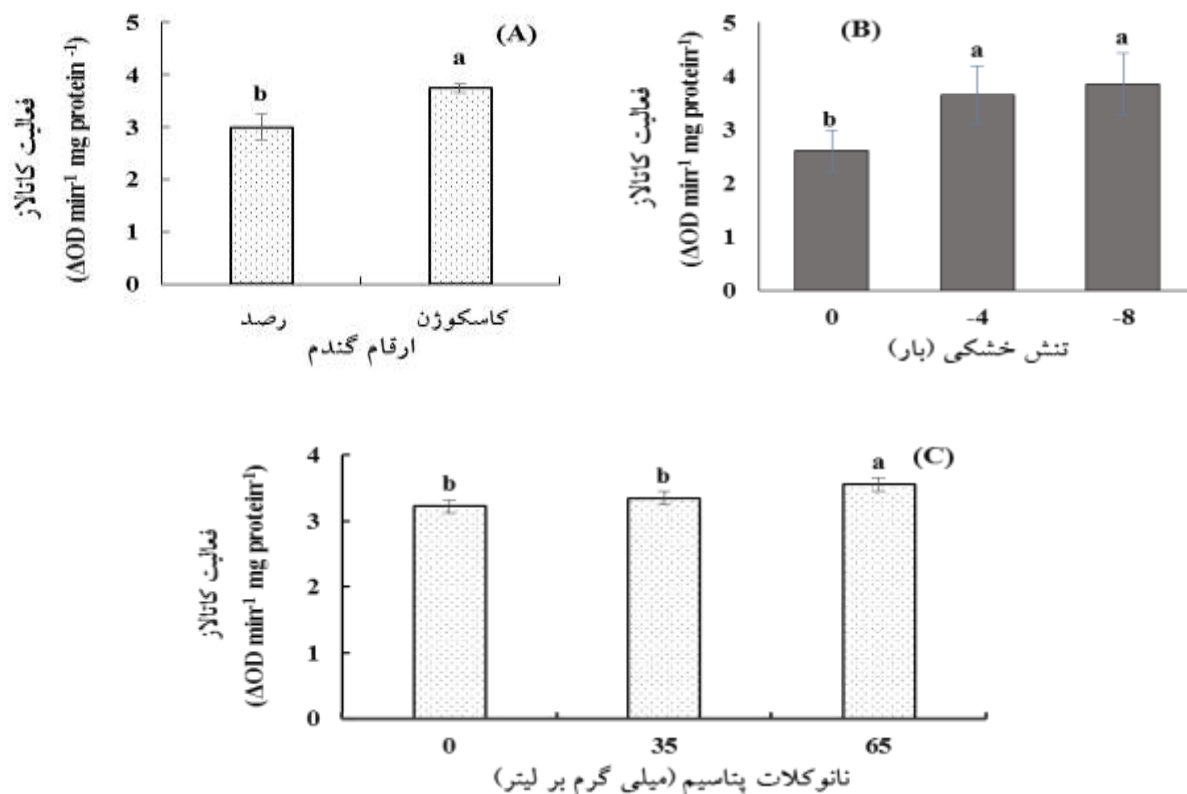 (A)
فعالیت کاتالاز
(ΔOD min-1 mg protein -1)
5
4
3
2
1
0
b
a
رصد
کاسکوژن
ارقام گندم
(B)
فعالیت کاتالاز
(ΔOD min-1 mg protein-1)
5
4
3
2
1
0
b
a
a
0
-4
-8
تنش خشکی (بار)
(C)
فعالیت کاتالاز
(ΔOD min-1 mg protein-1)
4
3
2
1
0
b
b
a
0
35
65
نانوکلات پتاسیم (میلی گرم بر لیتر)